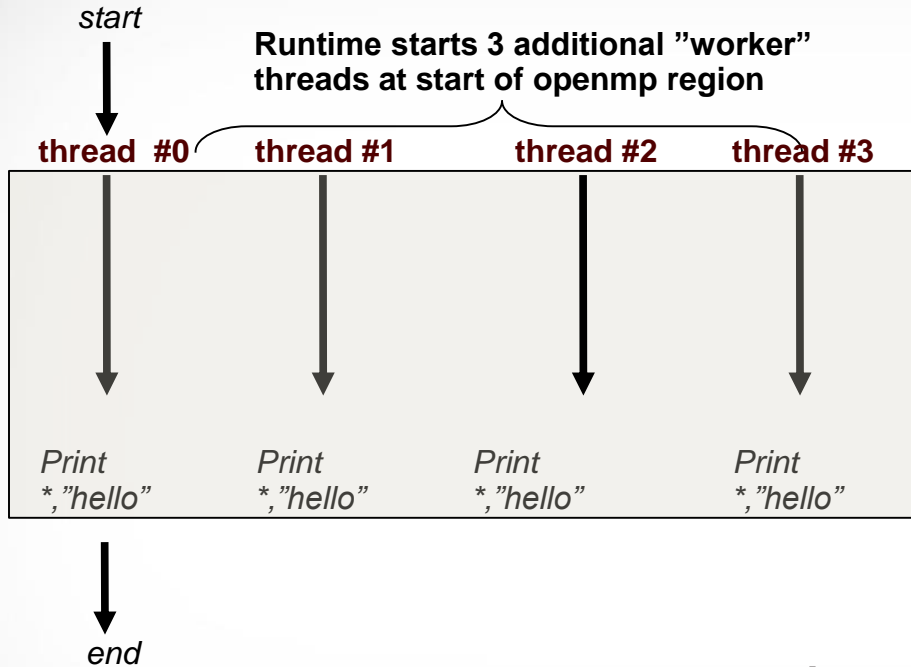 start
Runtime starts 3 additional ”worker”
threads at start of openmp region
thread #0 thread #1 thread #2 thread #3
Print Print Print Print
*,”hello” *,”hello” *,”hello” *,”hello”
end